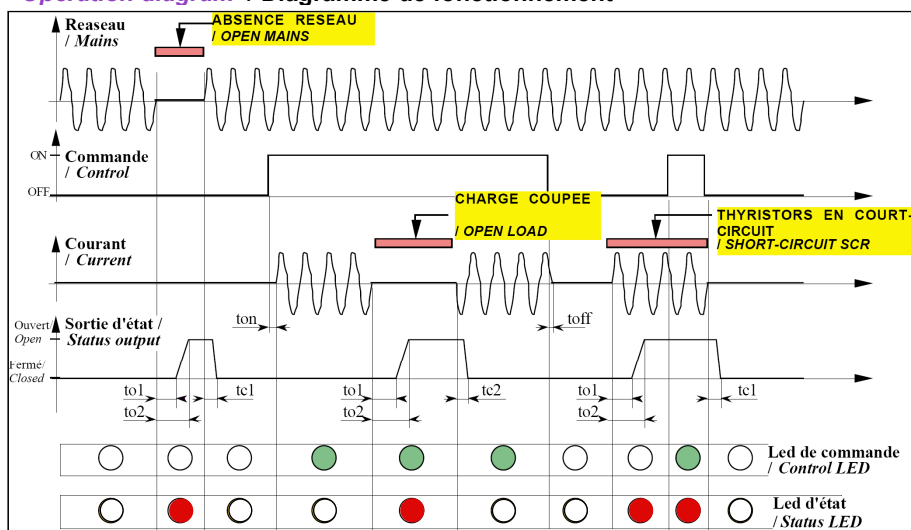 Operation diagram / Diagramme de fonctionnement
Reaseau
/ Mains
ABSENCE RESEAU
/ OPEN MAINS
ON
OFF
Commande
/ Control
CHARGE COUPEE
/ OPEN LOAD
THYRISTORS EN COURT-
CIRCUIT
/ SHORT-CIRCUIT SCR
Courant
/ Current
ton
toff
Ouvert/
Open
Sortie d'état /
Status output
Fermé/
Closed
to1
tc1
to1
tc2
to1
tc1
to2
to2
to2
Led de commande
/ Control LED
Led d'état
/ Status LED